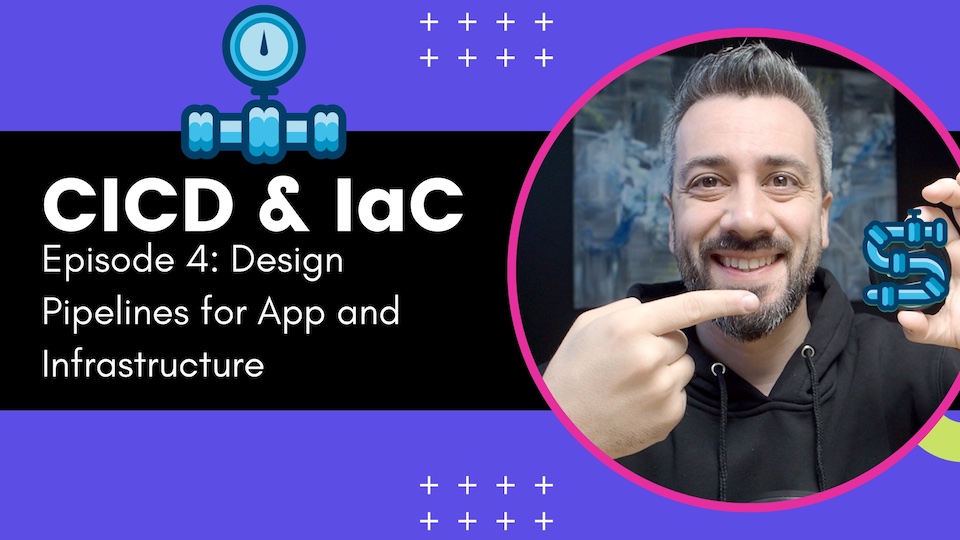 CICD & IaC
Episode 4: Design
Pipelines for App and
Infrastructure